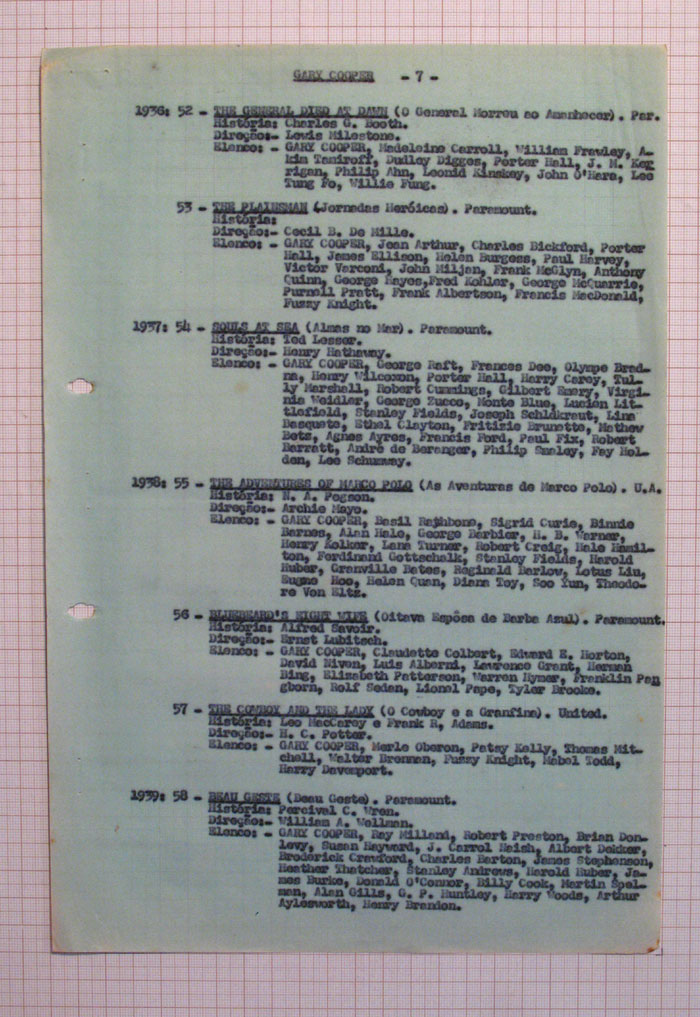 GARY COOPER - 7 -
1936: 52 - THE GENERAL DIED AT DAWN (O General Morreu ao Amanhecer). Par.
História: Charles G. Booth.
Direção:- Lewis Milestone.
Elenco: - GARY COOPER, Madeleine Carroll, William Frawley, A-
kim Tamiroff, Dudley Digges, Porter Hall, J. M. Ker
rigan, Philip Ahn, Leonid Kinskey, John O'Hara, Lee
Tung Fo, Willie Fung.
53 - THE PLAINSMAN (Jornadas Heróicas). Paramount.
História:
Direção:- Cecil B. De Mille.
Elenco: - GARY COOPER, Jean Arthur, Charles Bickford, Porter
Hall, James Ellison, Helen Burgess, Paul Harvey,
Victor Varconi, John Miljan, Frank McGlyn, Anthony
Quinn, George Hayes,Fred Kohler, George McQuarrie,
Purnell Pratt, Frank Albertson, Francis MacDonald,
Fuzzy Knight.
1937: 54 - SOULS AT SEA (Almas no Mar). Paramount.
História: Ted Lesser.
Direção:- Henry Hathaway.
Elenco: - GARY COOPER, George Raft, Frances Dee, Olympe Brad-
na, Henry Wilcoxon, Porter Hall, Harry Carey, Tul-
ly Marshall, Robert Cummings, Gilbert Emery, Virgi-
nia Weidler, George Zucco, Monte Blue, Lucien Lit-
tlefield, Stanley Fields, Joseph Schldkraut, Lina
Basquete, Ethel Clayton, Fritizie Brunette, Mathew
Betz, Agnes Ayres, Francis Ford, Paul Fix, Robert
Barratt, André de Beranger, Philip Smaley, Fay Hol-
den, Lee Schumway.
1938: 55 - THE ADVENTURES OF MARCO POLO (As Aventuras de Marco Polo). U.A.
História: N. A. Pogson.
Direção:- Archie Mayo.
Elenco: - GARY COOPER, Basil Rathbone, Sigrid Curie, Binnie
Barnes, Alan Hale, George Barbier, H. B. Warner,
Henry Kolker, Lana Turner, Robert Creig, Hale Hamil-
ton, Ferdinand Gottschalk, Stanley Fields, Harold
Huber, Granville Bates, Reginald Barlow, Lotus Liu,
Eugne Hoe, Helen Quan, Diana Toy, Soo Yun, Theodo-
re Von Eltz.
56 - BLUEBEARD'S EIGHT WIFE (Oitava Espôsa de Barba Azul). Paramount.
História: Alfred Savoir.
Direção:- Ernst Lubitsch.
Elenco: - GARY COOPER, Claudette Colbert, Edward E. Horton,
David Niven, Luis Alberni, Lawrence Grant, Herman
Bing, Elizabeth Patterson, Warren Hymer, Franklin Pan
gborn, Rolf Sedan, Lionel Pape, Tyler Brooke.
57 - THE COWBOY AND THE LADY (O Cowboy e a Granfina). United.
História: Leo MacCarey e Frank R, Adams.
Direção:- H. C. Potter.
Elenco: - GARY COOPER, Merle Oberon, Patsy Kelly, Thomas Mit-
chell, Walter Brennan, Fuzzy Knight, Mabel Todd,
Harry Davenport.
1939: 58 - BEAU GESTE (Beau Geste). Paramount.
História: Percival C. Wren.
Direção:- William A. Wellman.
Elenco: - GARY COOPER, Ray Milland, Robert Preston, Brian Don-
levy, Susan Hayward, J. Carrol Naish, Albert Dekker,
Broderick Crawford, Charles Barton, James Stephenson,
Heather Thatcher, Stanley Andrews, Harold Huber, Ja-
mes Burke, Donald O'Connor, Billy Cook, Martin Spel-
man, Alan Gills, G. P. Huntley, Harry Woods, Arthur
Aylesworth, Henry Brandon.